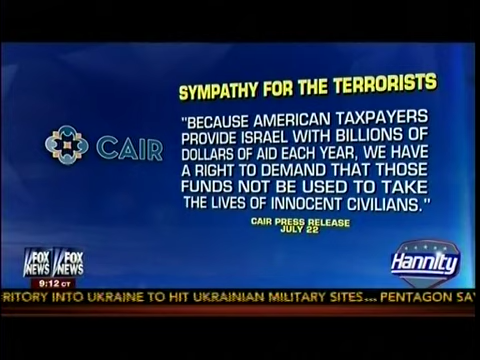 SYMPATHY FOR THE TERRORISTS
"BECAUSE AMERICAN TAXPAYERS
PROVIDE ISRAEL WITH BILLIONS OF
DOLLARS OF AID EACH YEAR, WE HAVE
A RIGHT TO DEMAND THAT THOSE
FUNDS NOT BE USED TO TAKE
THE LIVES OF INNOCENT CIVILIANS."
CAIR PRESS RELEASE
JULY 22
CAIR
FOX NEWS FOX NEWS
9:12 CT
Hannity
RITORY INTO UKRAINE TO HIT UKRAINIAN MILITARY SITES... PENTAGON SA